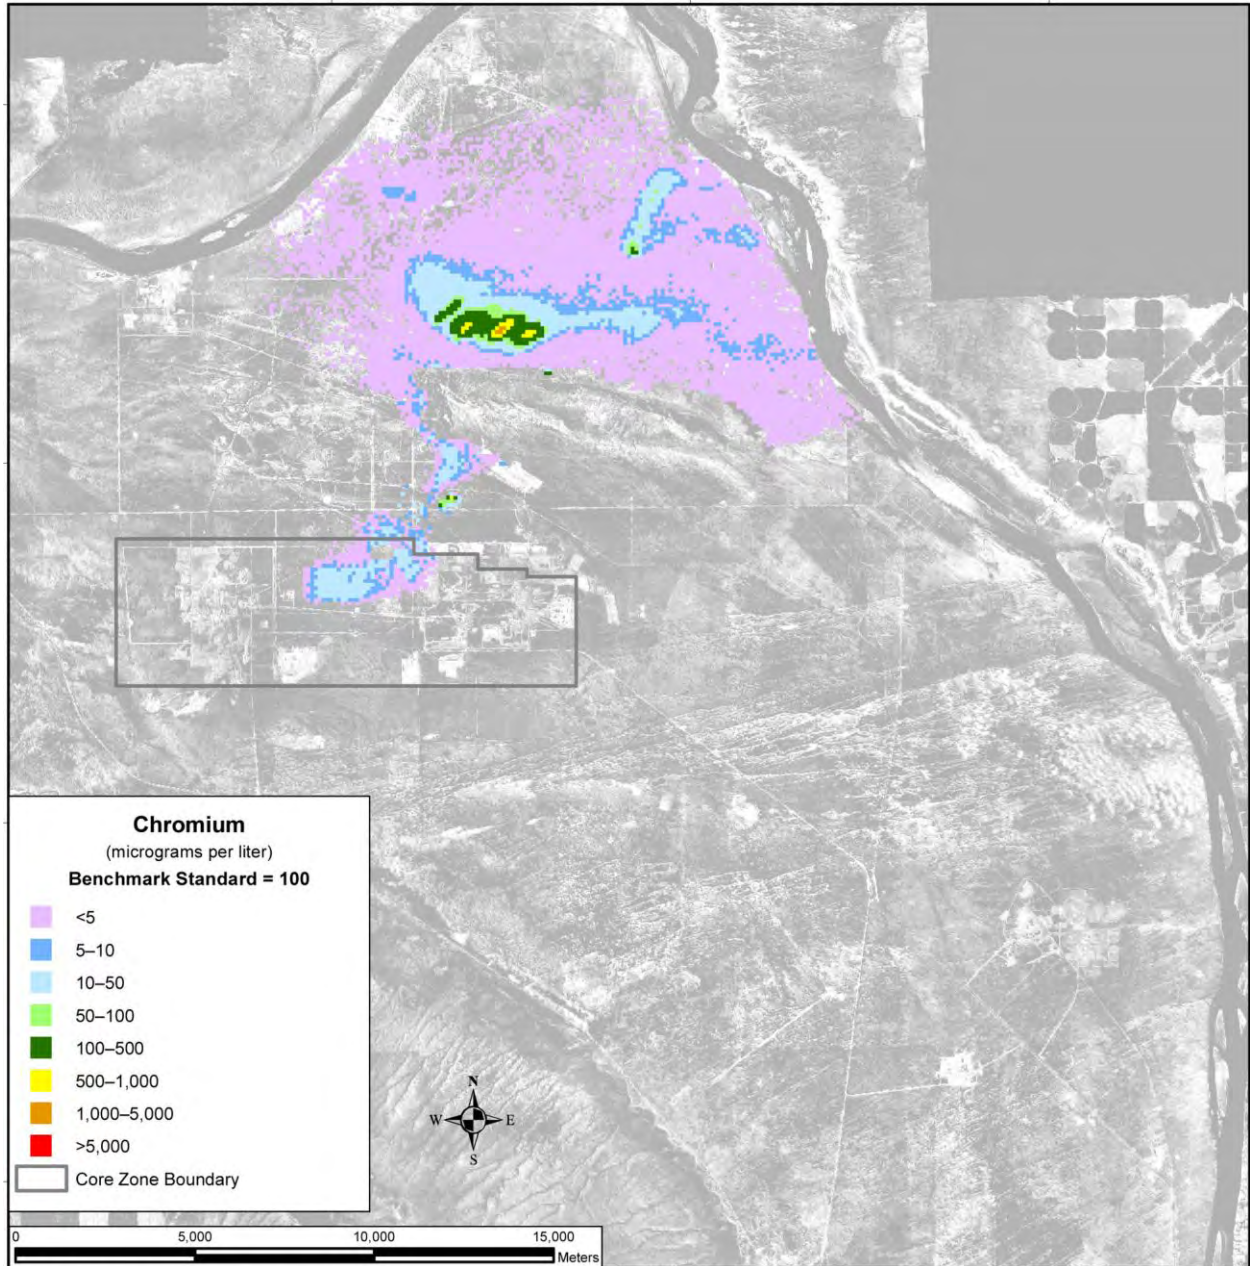 Chromium
(micrograms per liter)
Benchmark Standard = 100
<5
5–10
10–50
50–100
100–500
500–1,000
1,000–5,000
>5,000
Core Zone Boundary
N
W E
S
0 5,000 10,000 15,000
Meters